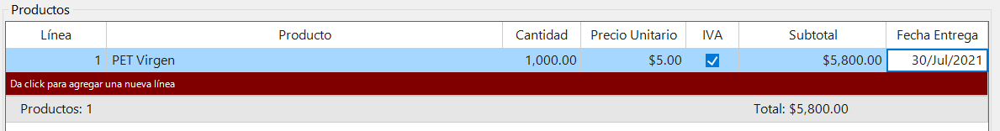 Productos
Línea Producto Cantidad Precio Unitario IVA Subtotal Fecha Entrega
1 PET Virgen 1,000.00 $5.00 $5,800.00 30/Jul/2021
Da click para agregar una nueva línea
Productos: 1 Total: $5,800.00